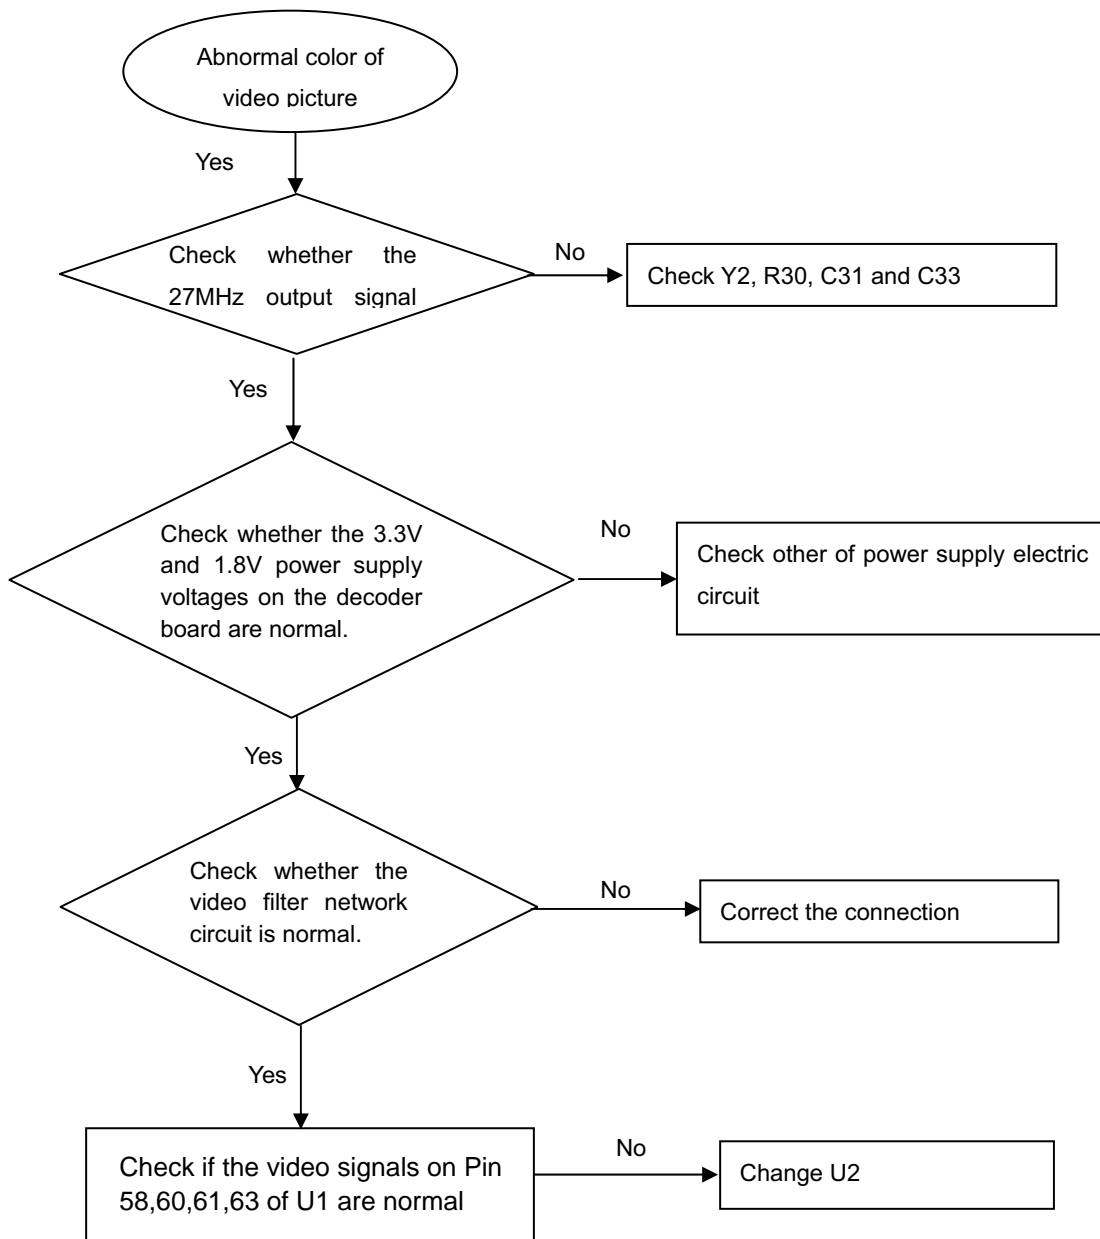 Abnormal color of
video picture
Yes
Check whether the
27MHz output signal
No
Check Y2, R30, C31 and C33
Yes
Check whether the 3.3V
and 1.8V power supply
voltages on the decoder
board are normal.
No
Check other of power supply electric
circuit
Yes
Check whether the
video filter network
circuit is normal.
No
Correct the connection
Yes
Check if the video signals on Pin
58,60,61,63 of U1 are normal
No
Change U2